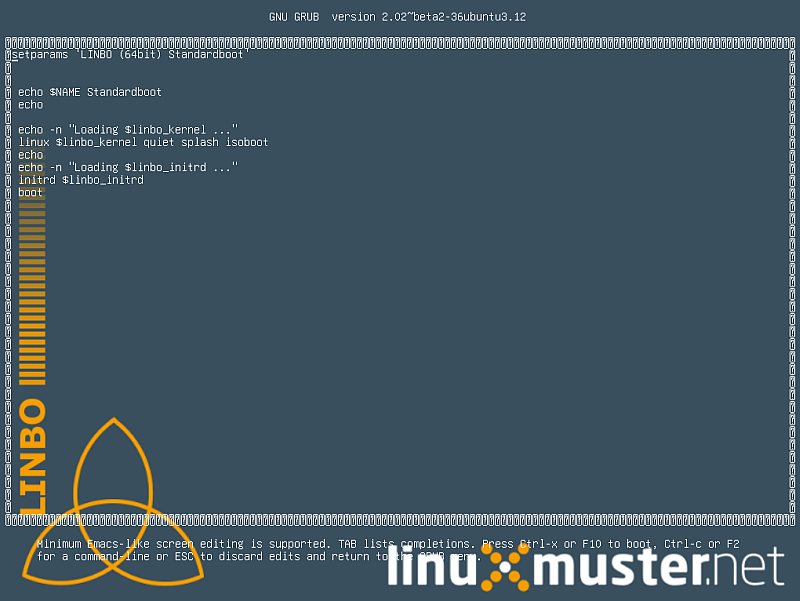 GNU GRUB  version 2.02~beta2-36ubuntu3.12
setparams 'LINBO (64bit) Standardboot'
echo $NAME Standardboot
echo
echo -n "Loading $linbo_kernel ..."
linux $linbo_kernel quiet splash isoboot
echo
echo -n "Loading $linbo_initrd ..."
initrd $linbo_initrd
boot
LINBO
Minimum Emacs-like screen editing is supported. TAB lists completions. Press Ctrl-x or F10 to boot, Ctrl-c or F2
for a command-line or ESC to discard edits and return to the GRUB menu.
linuxmuster.net